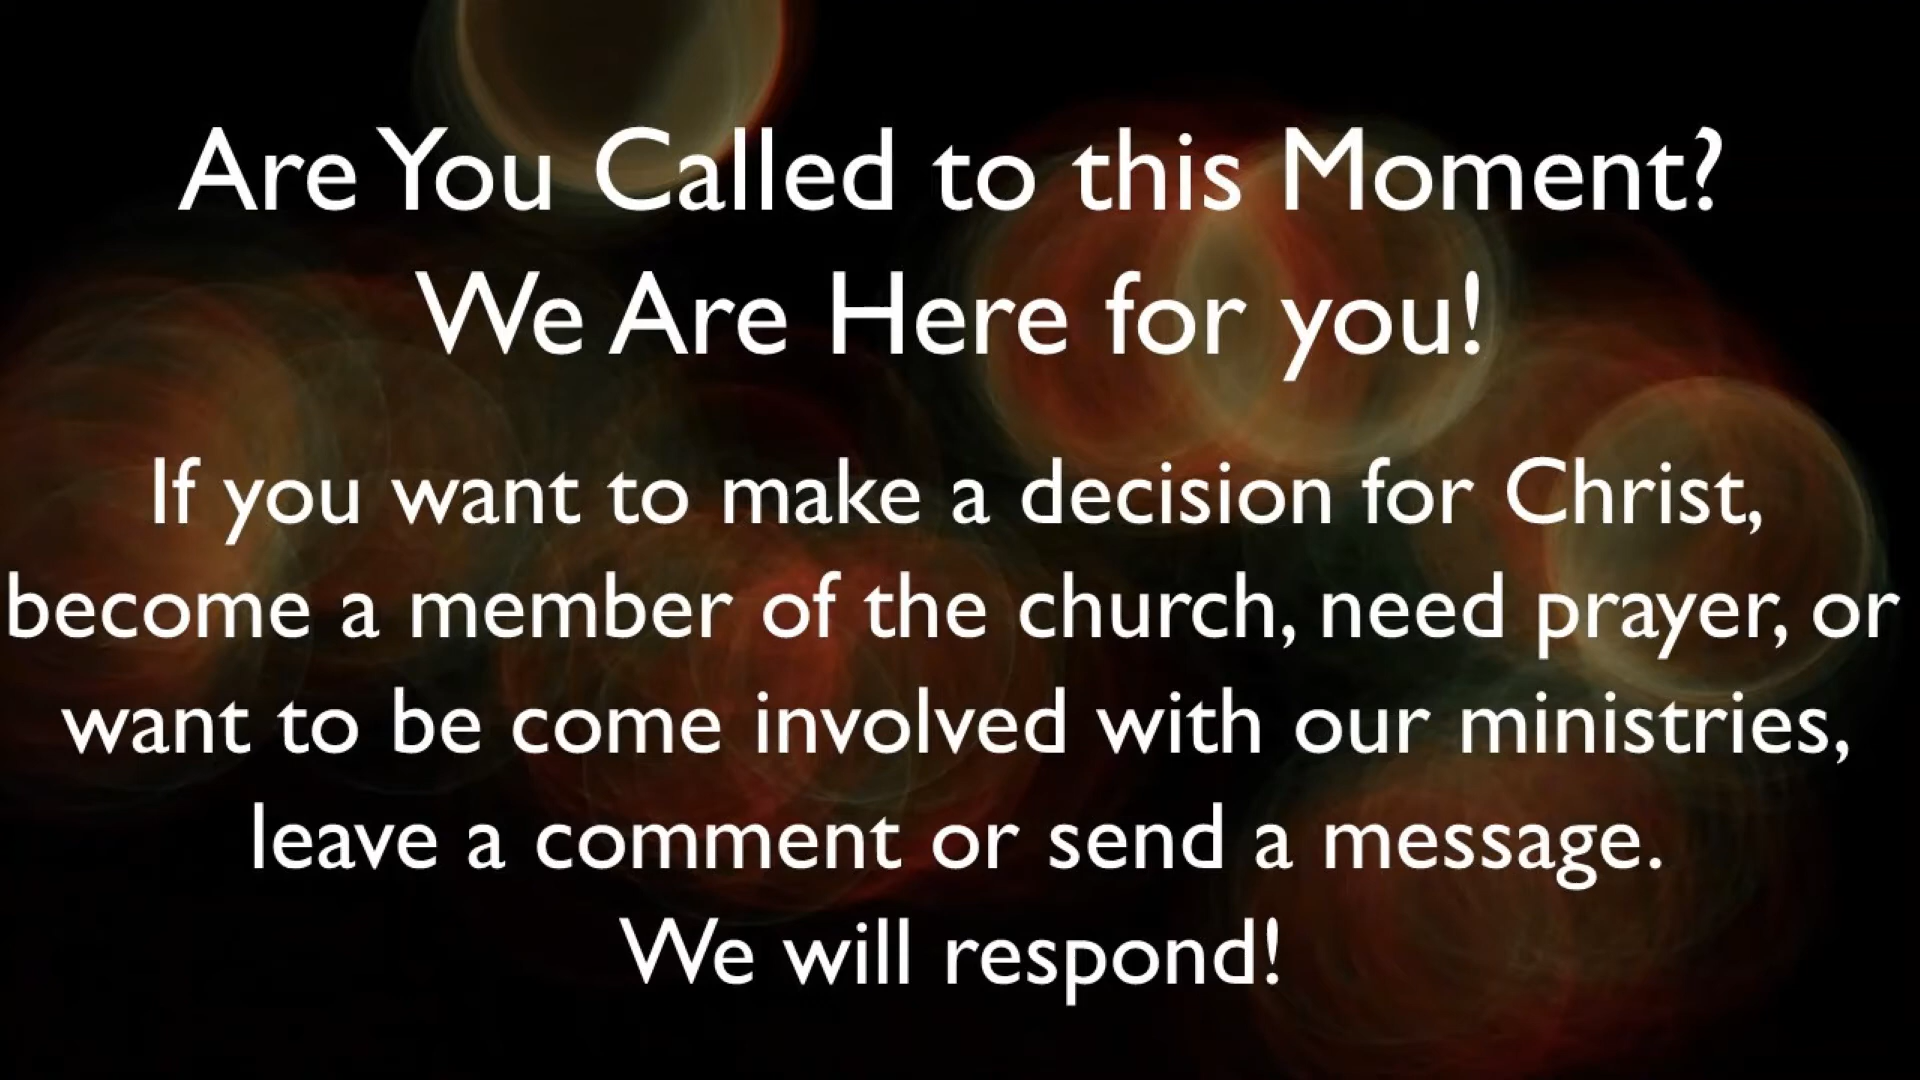 Are You Called to this Moment?
We Are Here for you!
If you want to make a decision for Christ,
become a member of the church, need prayer, or
want to be come involved with our ministries,
leave a comment or send a message.
We will respond!